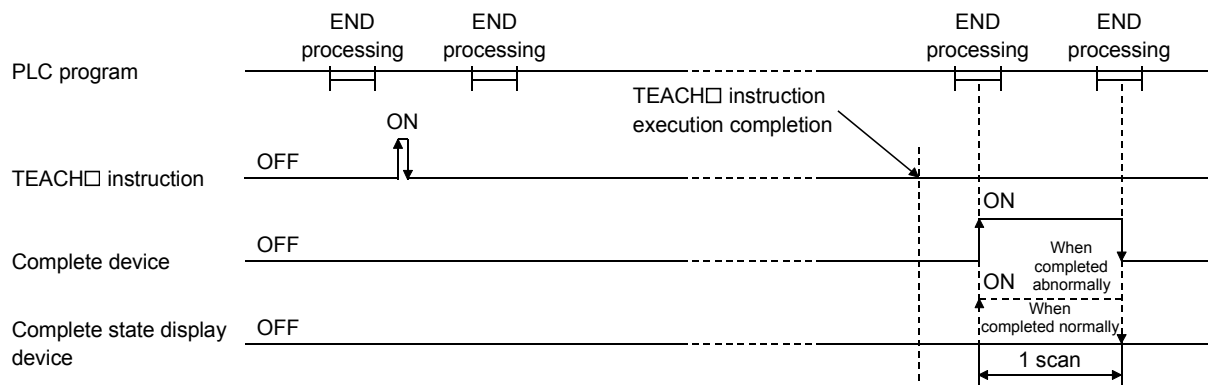 END processing
END processing
END processing
END processing
PLC program
TEACH□ instruction
execution completion
ON
OFF
TEACH□ instruction
ON
OFF
Complete device
When
completed
abnormally
ON
OFF
When
completed normally
Complete state display
device
1 scan